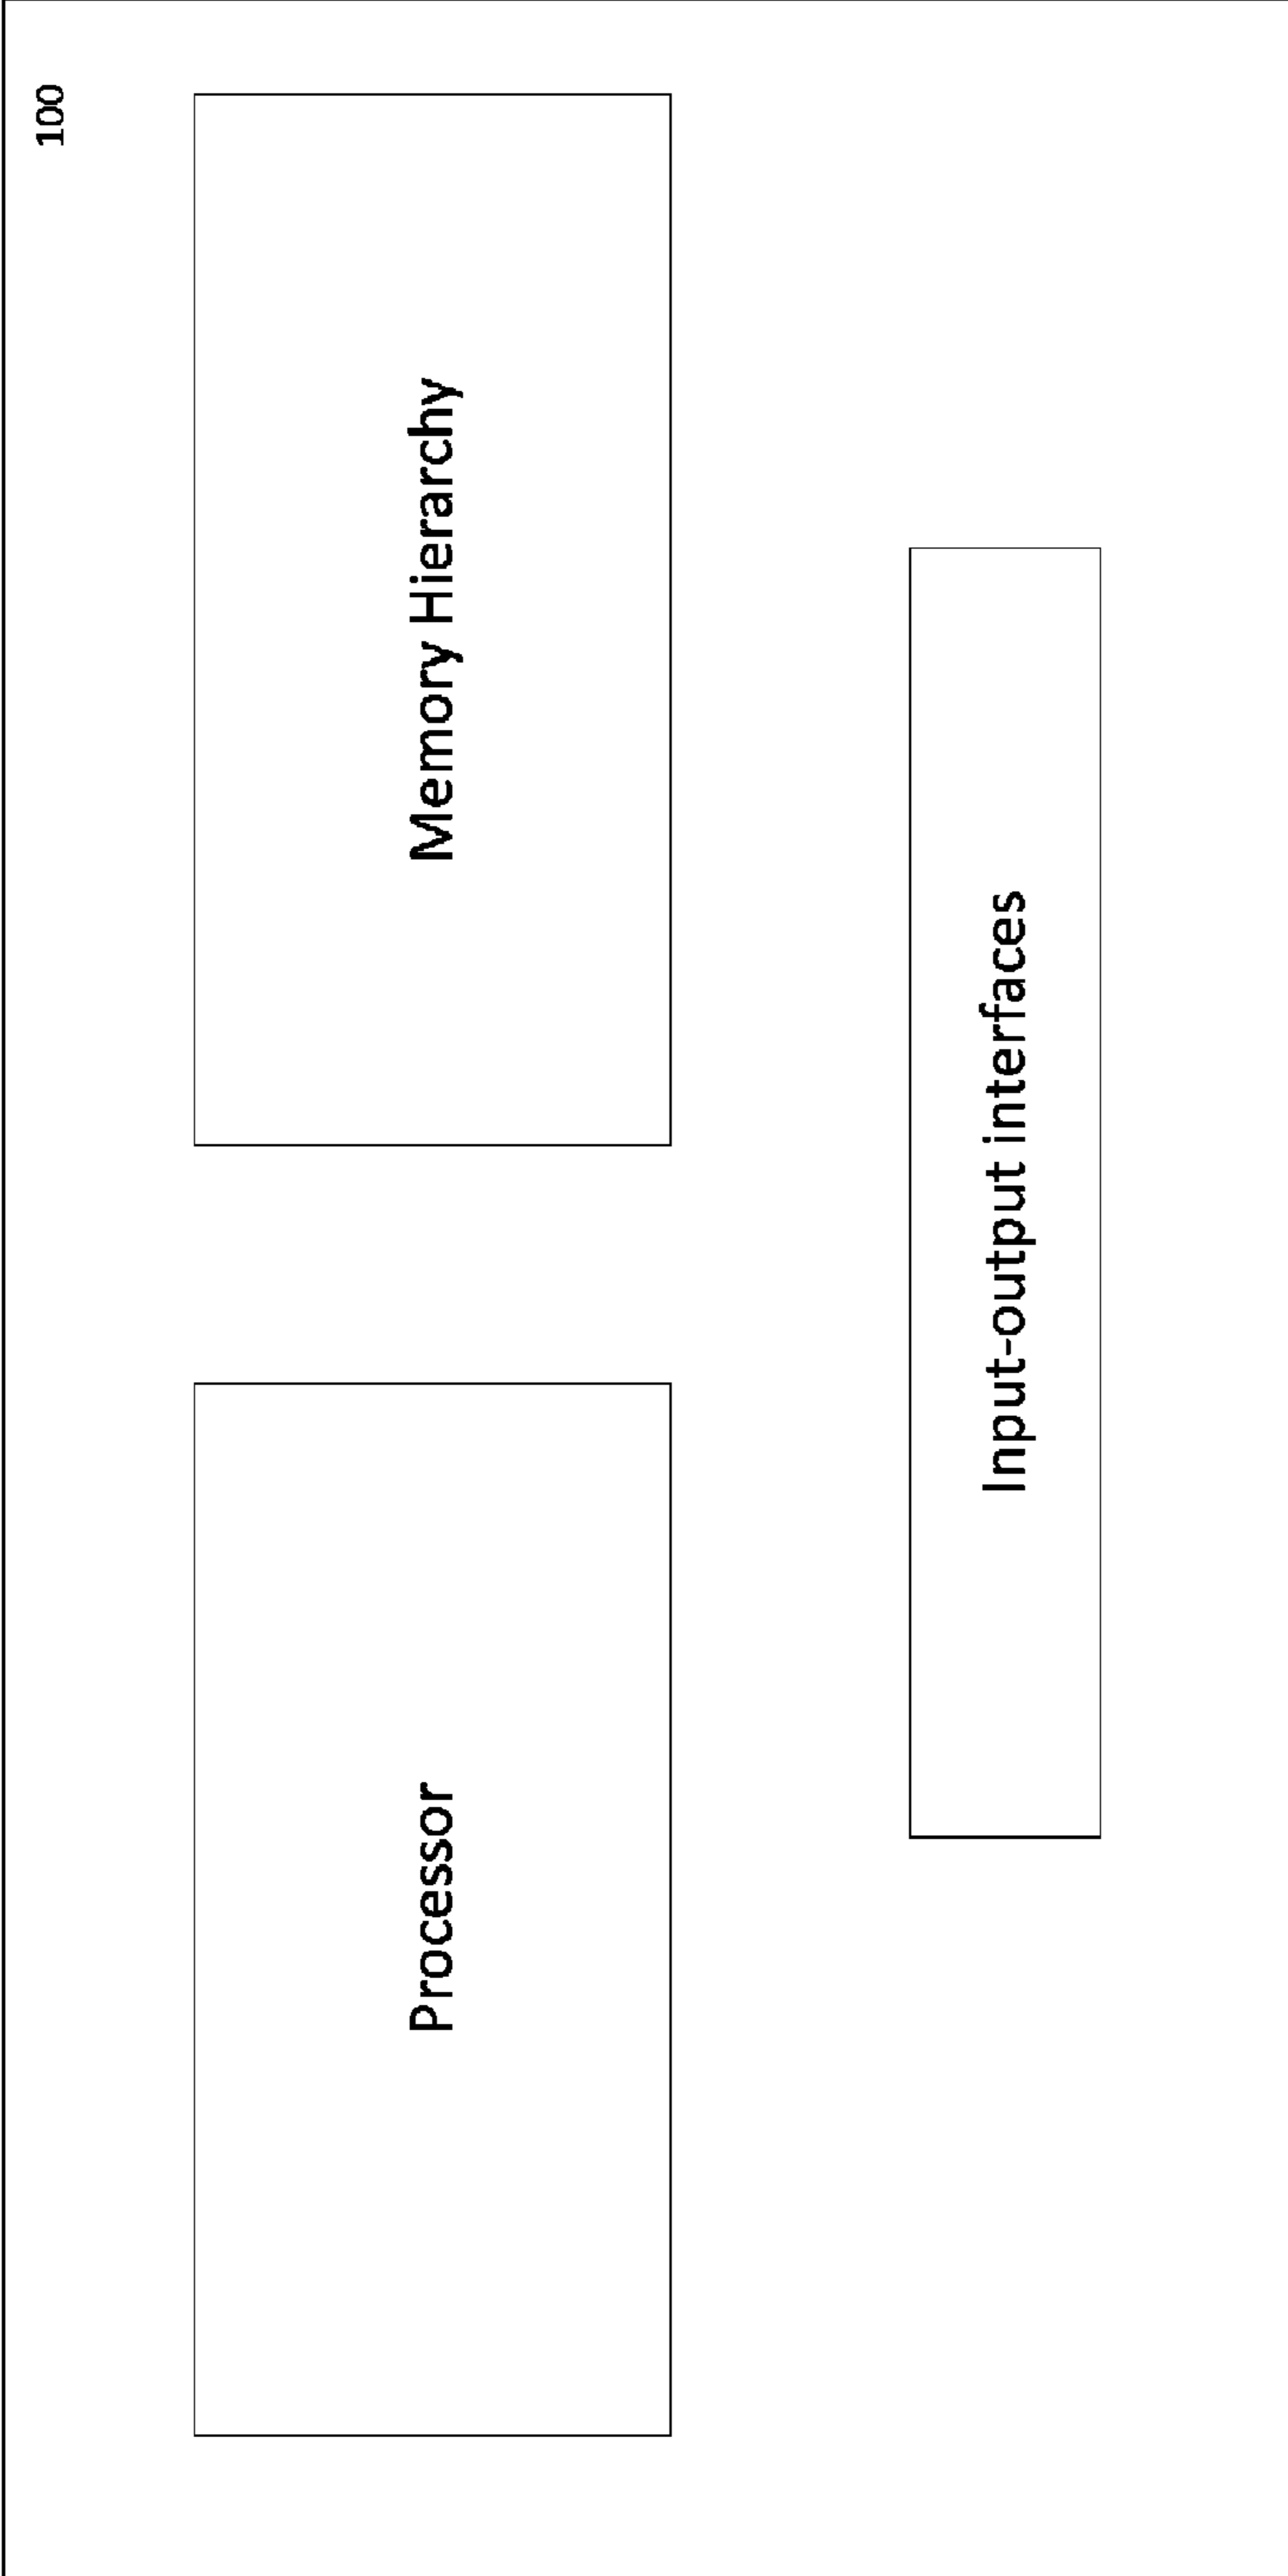 100
Processor
Memory Hierarchy
Input-output interfaces